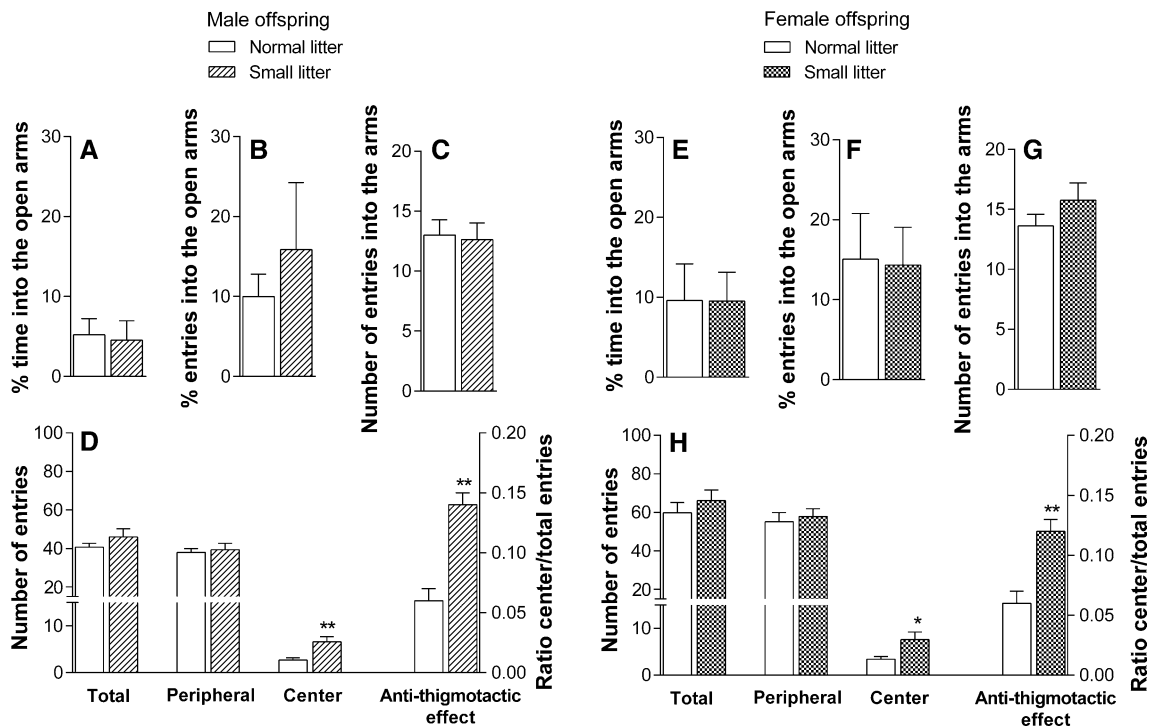 Male offspring
Normal litter
Small litter
Female offspring
Normal litter
Small litter
A
% time into the open arms
30
20
10
0
B
% entries into the open arms
30
20
10
0
C
Number of entries into the arms
20
15
10
5
0
E
% time into the open arms
30
20
10
0
F
% entries into the open arms
30
20
10
0
G
Number of entries into the arms
20
15
10
5
0
D
Number of entries
100
80
60
40
20
10
0
**
**
0.20
0.15
0.10
0.05
0.00
Ratio center/total entries
Total
Peripheral
Center
Anti-thigmotactic
effect
H
Number of entries
100
80
60
40
20
10
0
*
**
0.20
0.15
0.10
0.05
0.00
Ratio center/total entries
Total
Peripheral
Center
Anti-thigmotactic
effect